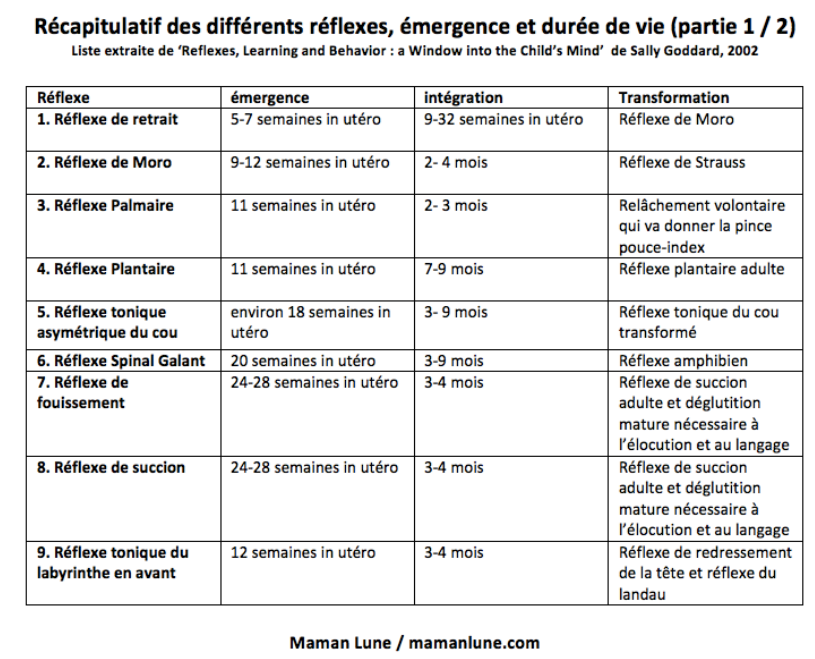 Récapitulatif des différents réflexes, émergence et durée de vie (partie 1 / 2)
Liste extraite de ‘Reflexes, Learning and Behavior : a Window into the Child’s Mind’ de Sally Goddard, 2002
Réflexe émergence intégration Transformation
1. Réflexe de retrait 5-7 semaines in utéro 9-32 semaines in utéro Réflexe de Moro
2. Réflexe de Moro 9-12 semaines in utéro 2- 4 mois Réflexe de Strauss
3. Réflexe Palmaire 11 semaines in utéro 2- 3 mois Relâchement volontaire
qui va donner la pince
pouce-index
4. Réflexe Plantaire 11 semaines in utéro 7-9 mois Réflexe plantaire adulte
5. Réflexe tonique environ 18 semaines in 3- 9 mois Réflexe tonique du cou
asymétrique du cou utéro transformé
6. Réflexe Spinal Galant 20 semaines in utéro 3-9 mois Réflexe amphibien
7. Réflexe de 24-28 semaines in utéro 3-4 mois Réflexe de succion
fouissement adulte et déglutition
mature nécessaire à
l’élocution et au langage
8. Réflexe de succion 24-28 semaines in utéro 3-4 mois Réflexe de succion
adulte et déglutition
mature nécessaire à
l’élocution et au langage
9. Réflexe tonique du 12 semaines in utéro 3-4 mois Réflexe de redressement
labyrinthe en avant de la tête et réflexe du
landau
Maman Lune / mamanlune.com